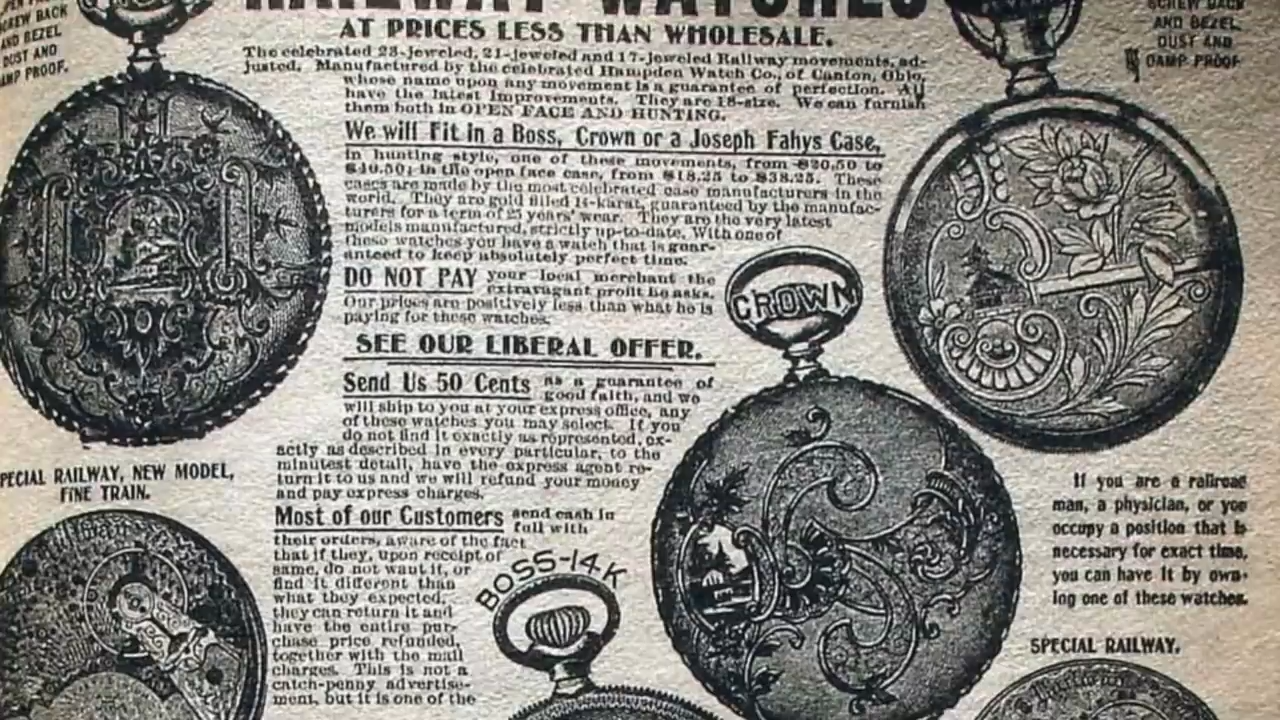 RAILWAY WATCHES
AT PRICES LESS THAN WHOLESALE.
SCREW BACK
AND BEZEL
DUST AND
DAMP PROOF.
SCREW BACK
AND BEZEL
DUST AND
DAMP PROOF
The celebrated 23-jeweled, 21-jeweled and 17-jeweled Railway movements, ad-
justed. Manufactured by the celebrated Hampden Watch Co., of Canton, Ohio,
whose name upon any movement is a guarantee of perfection. All
have the latest improvements. They are 18-size. We can furnish
them both in OPEN FACE AND HUNTING.
We will Fit in a Boss, Crown or a Joseph Fahys Case,
in hunting style, one of these movements, from $20.50 to
$40.50; in the open face case, from $18.25 to $38.25. These
cases are made by the most celebrated case manufacturers in the
world. They are gold filled 14-karat, guaranteed by the manufac-
turers for a term of 25 years' wear. They are the very latest
models manufactured, strictly up-to-date. With one of
these watches you have a watch that is guar-
anteed to keep absolutely perfect time.
DO NOT PAY your local merchant the
extravagant profit he asks.
Our prices are positively less than what he is
paying for these watches.
CROWN
SEE OUR LIBERAL OFFER.
Send Us 50 Cents as a guarantee of
good faith, and we
will ship to you at your express office, any
of these watches you may select. If you
do not find it exactly as represented, ex-
actly as described in every particular, to the
minutest detail, have the express agent re-
turn it to us and we will refund your money
and pay express charges.
SPECIAL RAILWAY, NEW MODEL,
FINE TRAIN.
Most of our Customers send cash in
full with
their orders, aware of the fact
that if they, upon receipt of
same, do not want it, or
find it different than
what they expected,
they can return it and
have the entire pur-
chase price refunded,
together with the mail
charges. This is not a
catch-penny advertise-
ment, but it is one of the
BOSS-14 K
If you are a railroad
man, a physician, or you
occupy a position that is
necessary for exact time,
you can have it by own-
ing one of these watches.
SPECIAL RAILWAY.